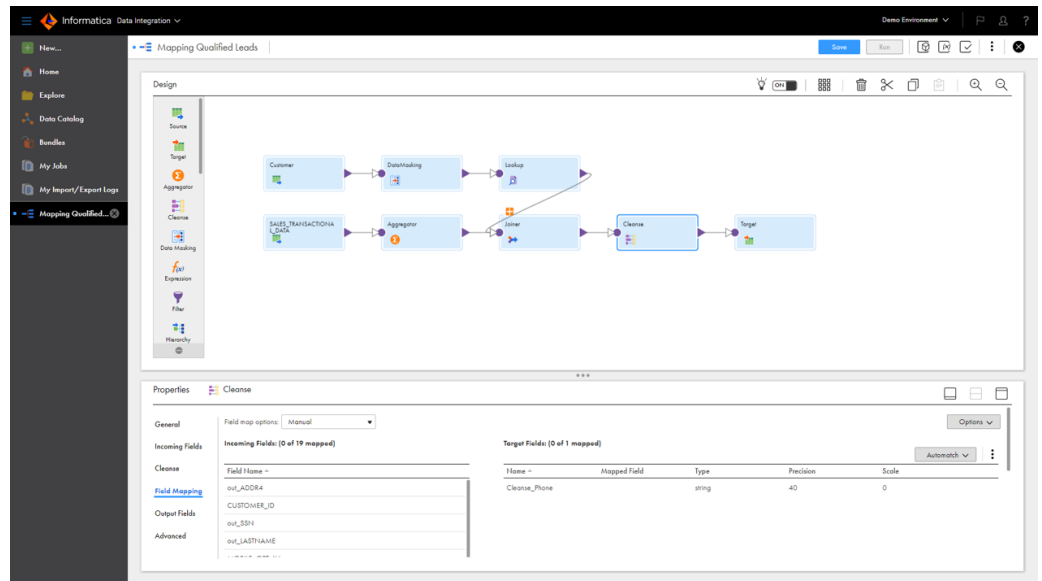 Informatica Data Integration
Demo Environment
?
New...
Home
Explore
Data Catalog
Bundles
My Jobs
My Import/Export Logs
Mapping Qualified...
Mapping Qualified Leads
Save
Run
Design
ON
Source
Target
Aggregator
Cleanse
Data Masking
f(x)
Expression
Filter
Hierarchy
Customer
DataMasking
Lookup
SALES_TRANSACTIONA
L_DATA
Aggregator
Joiner
Cleanse
Target
Properties
Cleanse
General
Incoming Fields
Cleanse
Field Mapping
Output Fields
Advanced
Field map options: Manual
Options
Incoming Fields: (0 of 19 mapped)
Target Fields: (0 of 1 mapped)
Automatch
Field Name
out_ADDR4
CUSTOMER_ID
out_SSN
out_LASTNAME
Name Mapped Field Type Precision Scale
Cleanse_Phone string 40 0